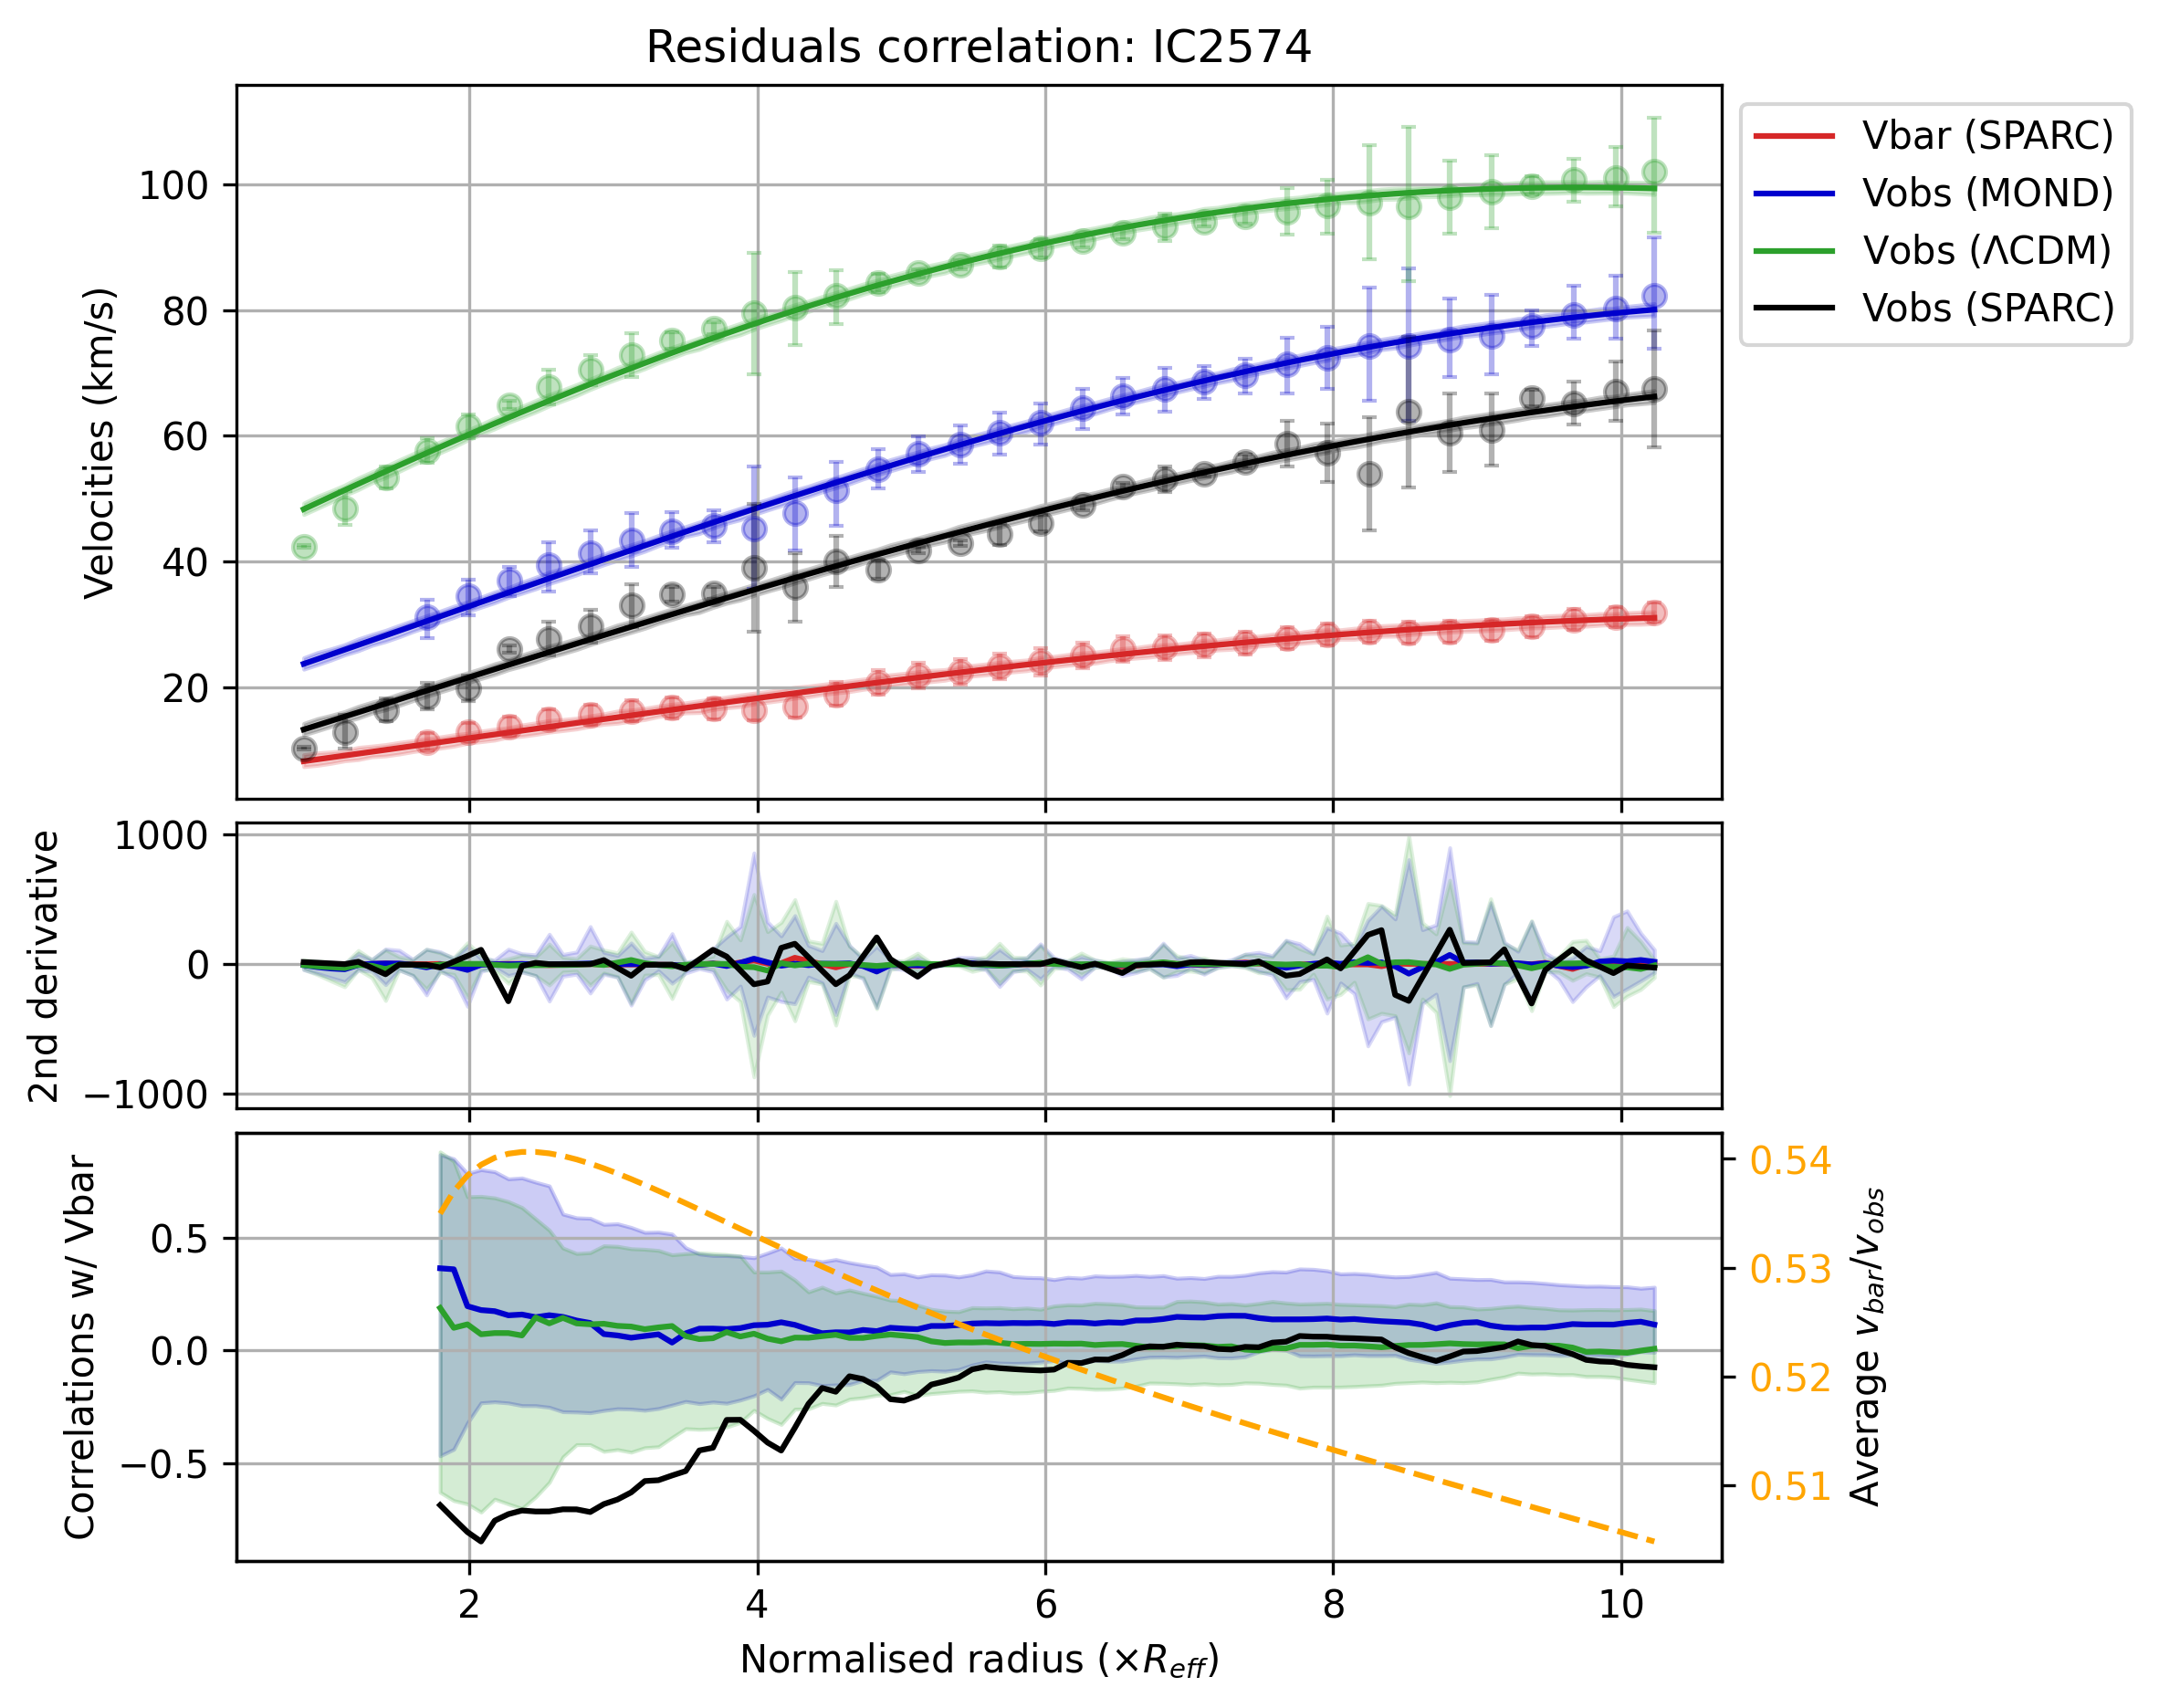 Residuals correlation: IC2574
Velocities (km/s)
100
80
60
40
20
Vbar (SPARC)
Vobs (MOND)
Vobs (ΛCDM)
Vobs (SPARC)
2nd derivative
1000
0
−1000
Correlations w/ Vbar
0.5
0.0
−0.5
0.54
0.53
0.52
0.51
Average v_bar/v_obs
2 4 6 8 10
Normalised radius (×R_eff)